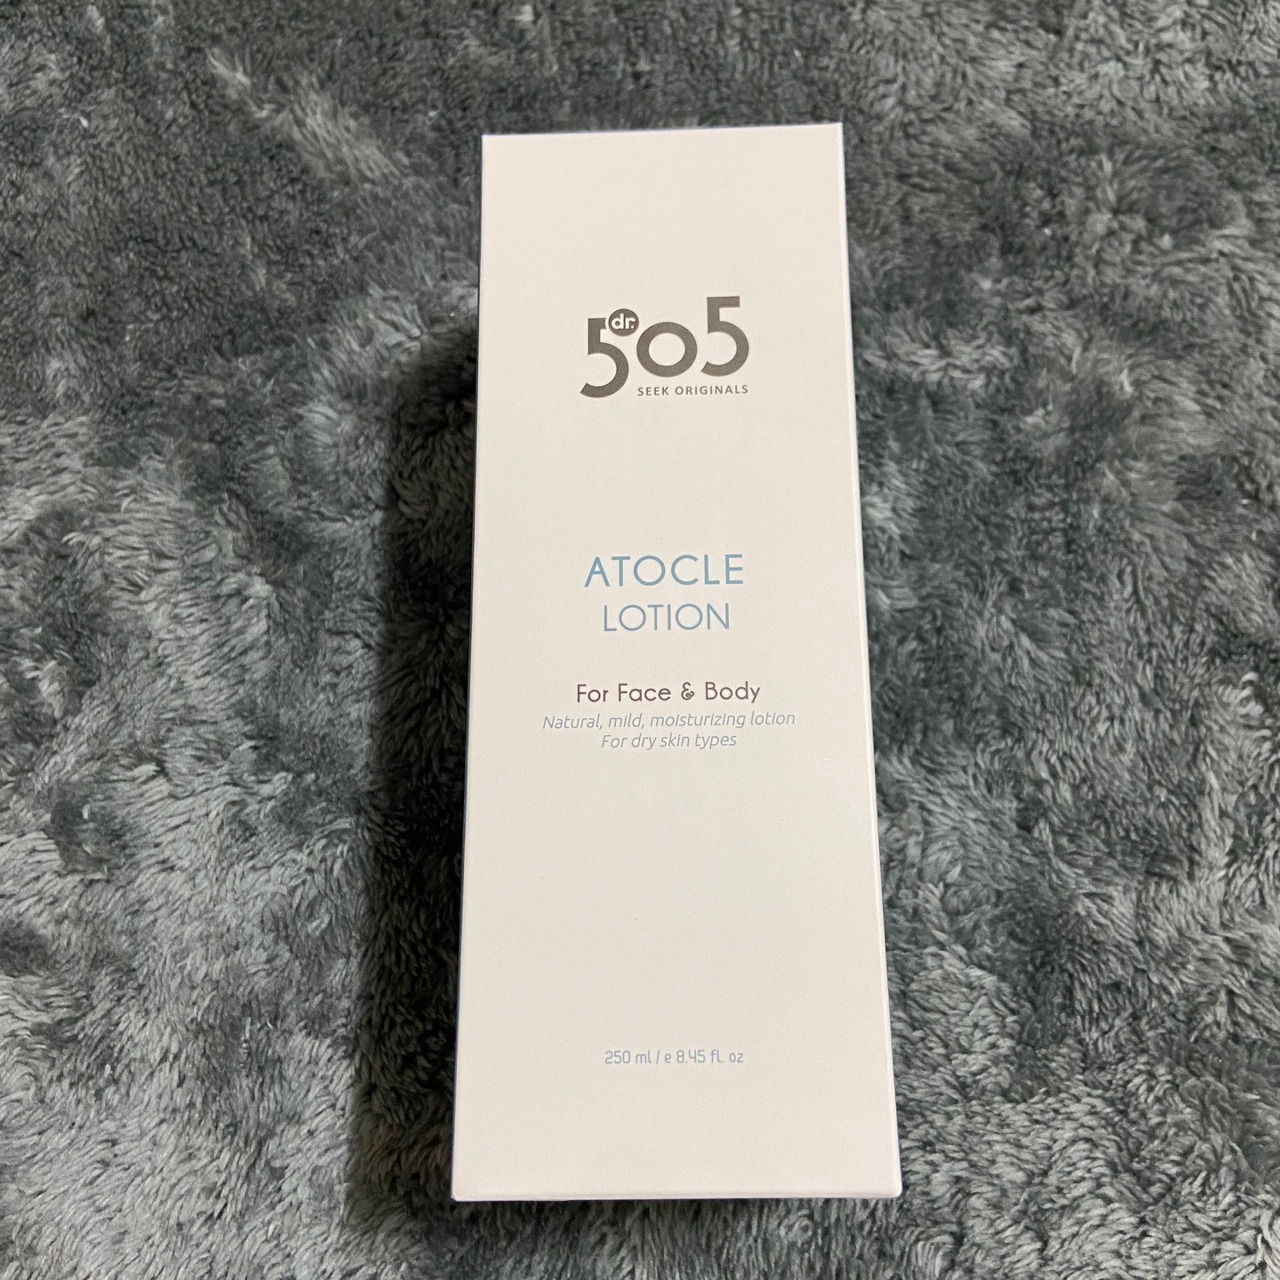 dr.
505
SEEK ORIGINALS
ATOCLE
LOTION
For Face & Body
Natural, mild, moisturizing lotion
For dry skin types
250 ml / e 8.45 fl. oz